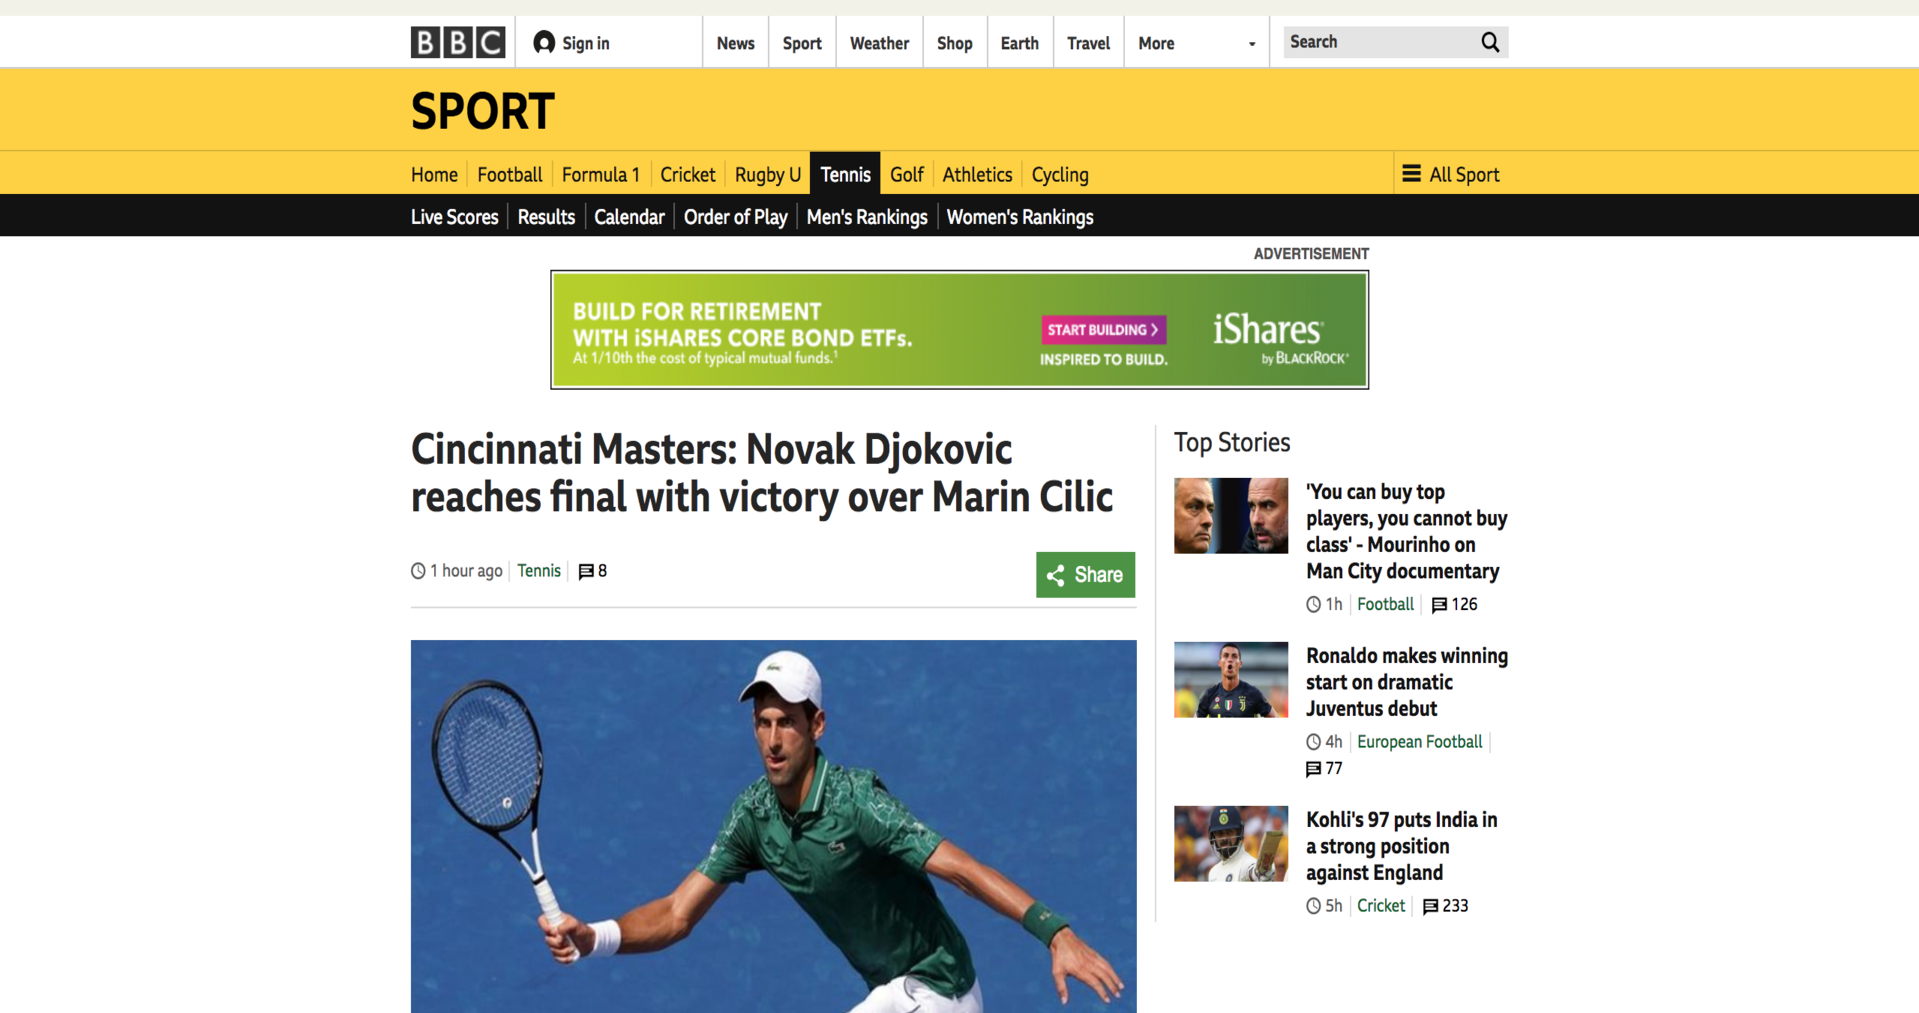 BBC
Sign in
News
Sport
Weather
Shop
Earth
Travel
More
Search
SPORT
Home
Football
Formula 1
Cricket
Rugby U
Tennis
Golf
Athletics
Cycling
All Sport
Live Scores
Results
Calendar
Order of Play
Men's Rankings
Women's Rankings
ADVERTISEMENT
BUILD FOR RETIREMENT
WITH iSHARES CORE BOND ETFs.
At 1/10th the cost of typical mutual funds.¹
START BUILDING >
INSPIRED TO BUILD.
iShares®
by BLACKROCK®
Cincinnati Masters: Novak Djokovic
reaches final with victory over Marin Cilic
1 hour ago
Tennis
8
Share
Top Stories
'You can buy top
players, you cannot buy
class' - Mourinho on
Man City documentary
1h
Football
126
Ronaldo makes winning
start on dramatic
Juventus debut
4h
European Football
77
Kohli's 97 puts India in
a strong position
against England
5h
Cricket
233